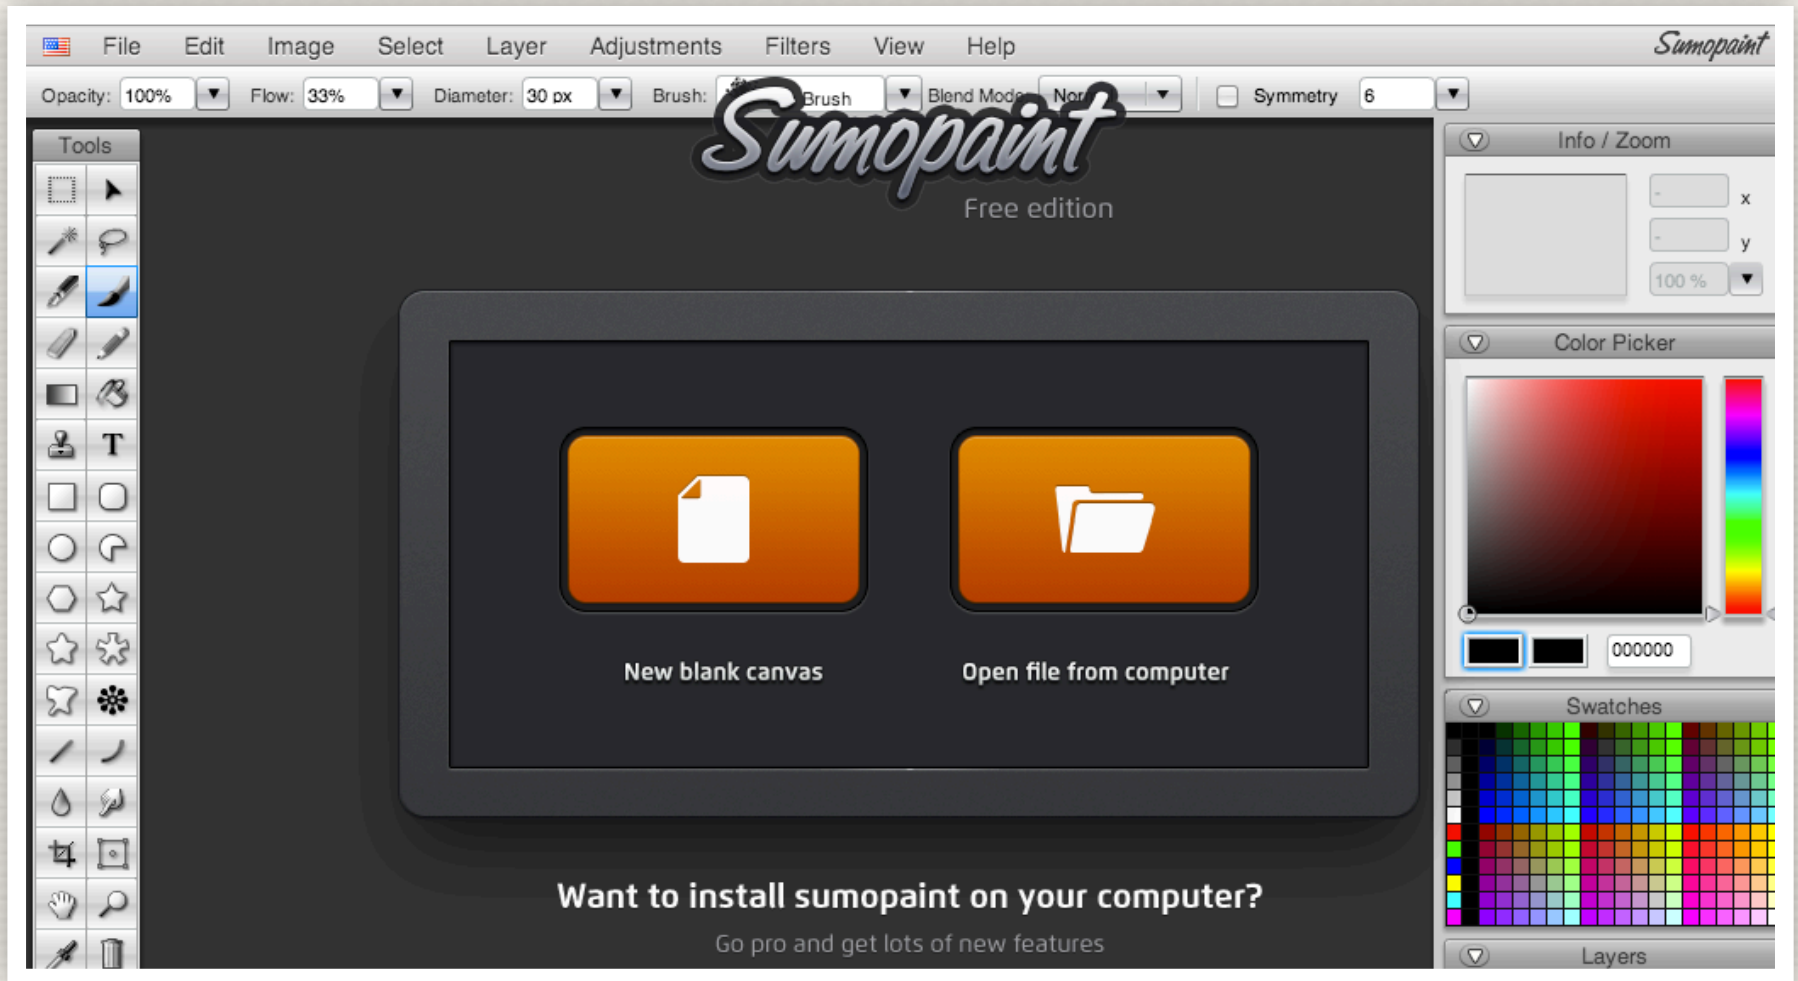 File Edit Image Select Layer Adjustments Filters View Help Sumopaint
Opacity: 100% Flow: 33% Diameter: 30 px Brush: Brush Blend Mode: Symmetry 6
Sumopaint
Free edition
Tools
T
Info / Zoom
- x
- y
100 %
Color Picker
000000
New blank canvas
Open file from computer
Swatches
Want to install sumopaint on your computer?
Go pro and get lots of new features
Layers